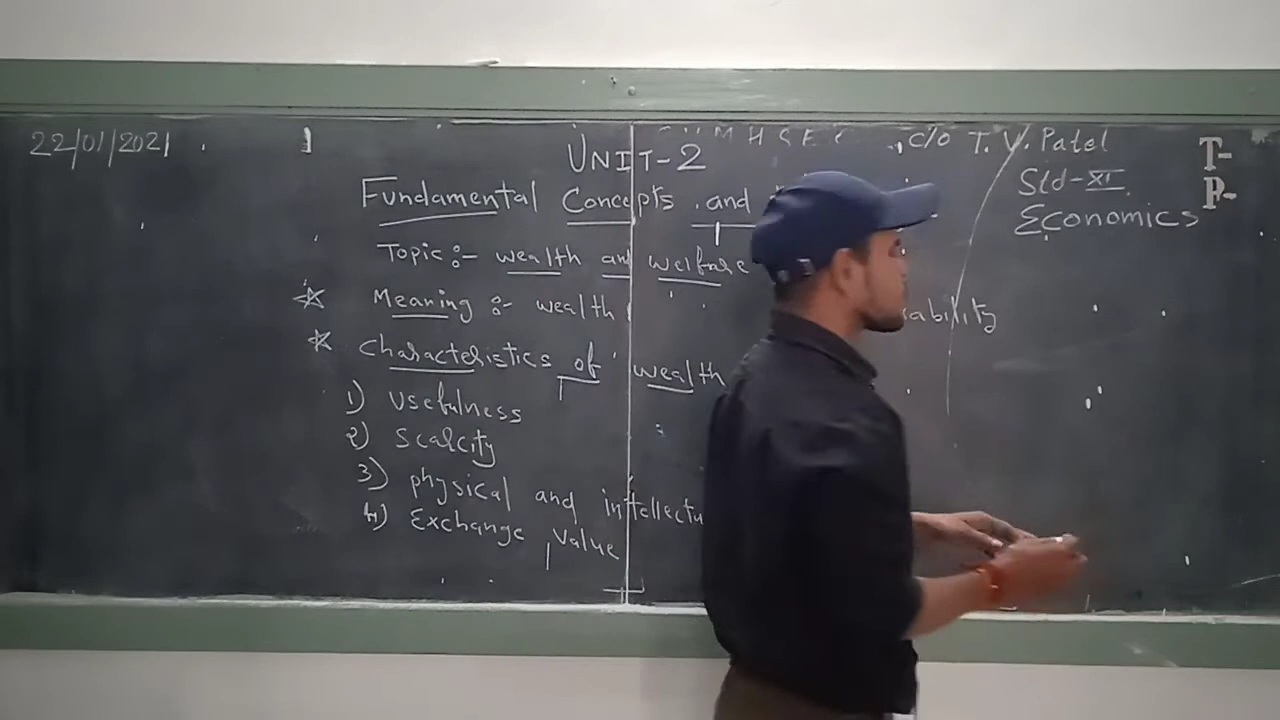 22/01/2021
M H S E C c/o T. V. Patel
UNIT-2
Std-XI
Economics
T-
P-
Fundamental Concepts and
Topic :- wealth and welfare
Meaning :- wealth
Characteristics of wealth
1) Usefulness
2) Scarcity
3) physical and intellectu
4) Exchange value